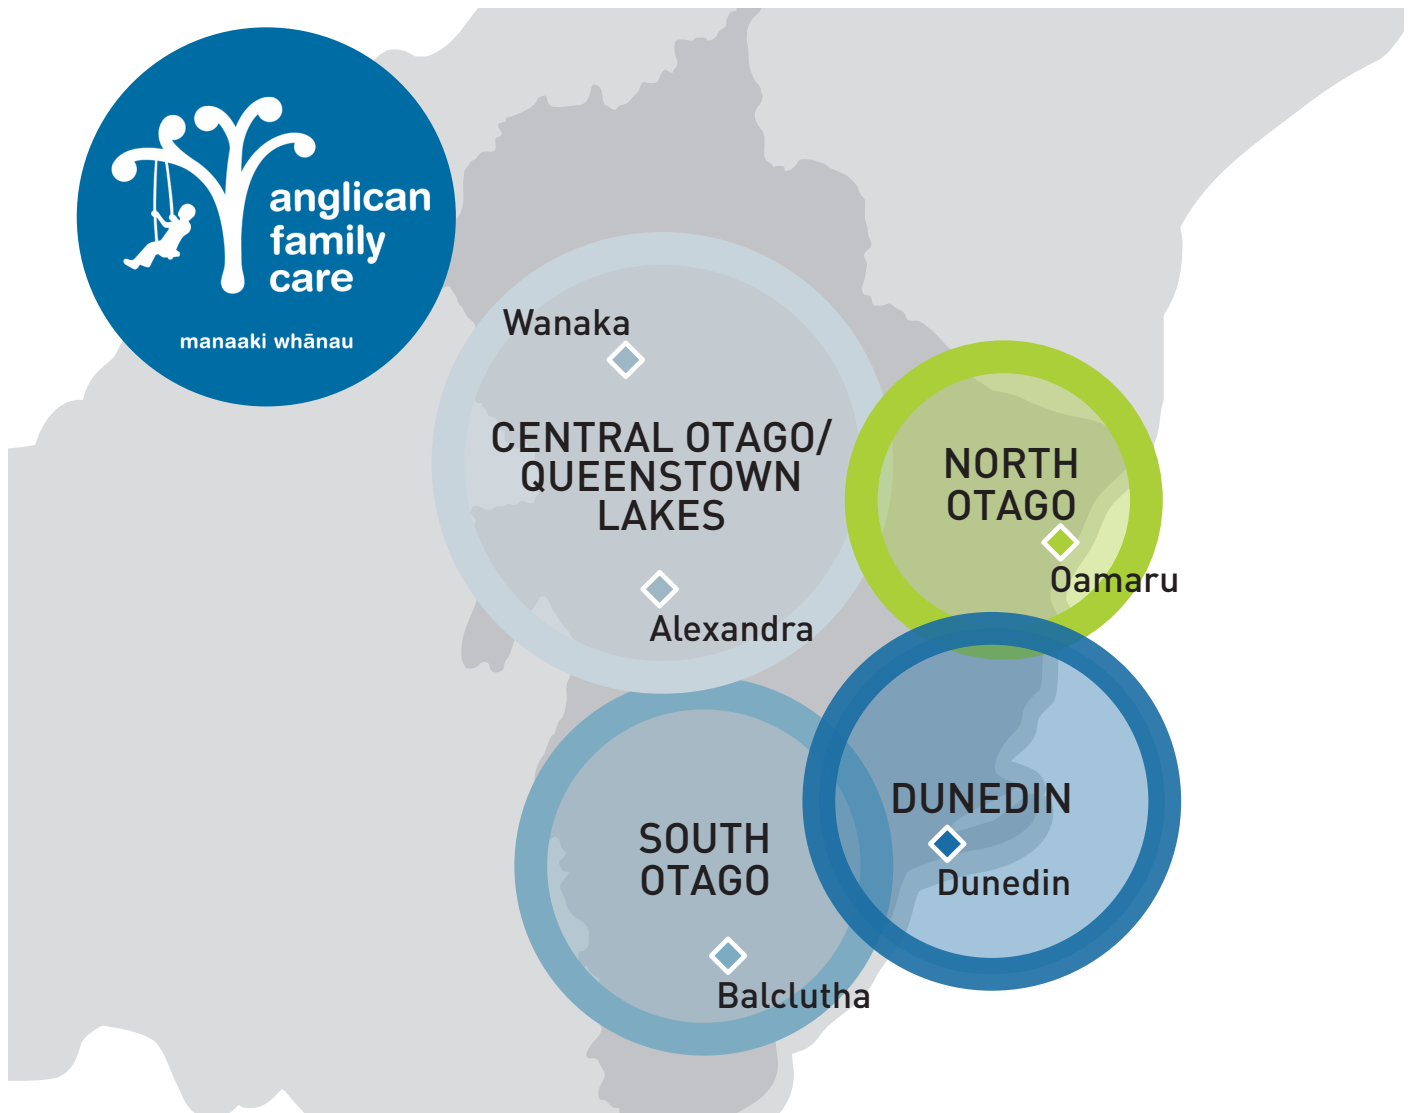 anglican
family
care
manaaki whānau
Wanaka
CENTRAL OTAGO/
QUEENSTOWN
LAKES
Alexandra
NORTH
OTAGO
Oamaru
DUNEDIN
Dunedin
SOUTH
OTAGO
Balclutha